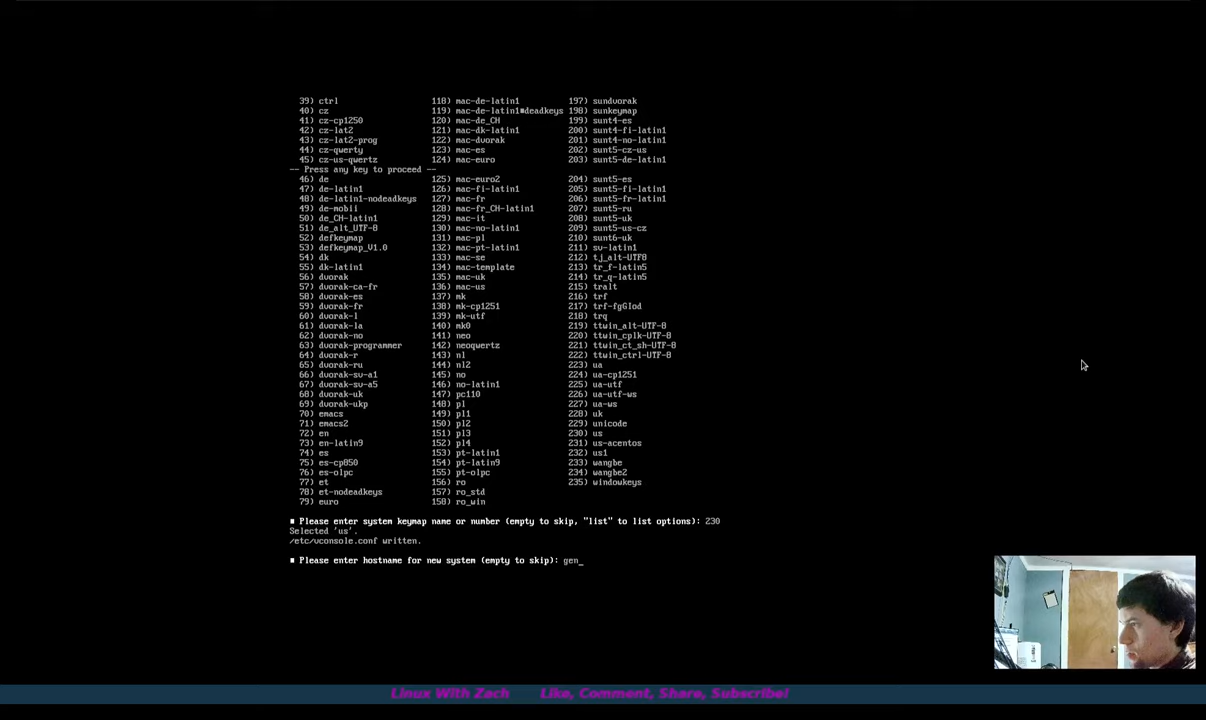 39) ctrl 118) mac-de-latin1 197) sundvorak
40) cz 119) mac-de-latin1■deadkeys 198) sunkeymap
41) cz-cp1250 120) mac-de_CH 199) sunt4-es
42) cz-lat2 121) mac-dk-latin1 200) sunt4-fi-latin1
43) cz-lat2-prog 122) mac-dvorak 201) sunt4-no-latin1
44) cz-qwerty 123) mac-es 202) sunt5-cz-us
45) cz-us-qwertz 124) mac-euro 203) sunt5-de-latin1
-- Press any key to proceed --
46) de 125) mac-euro2 204) sunt5-es
47) de-latin1 126) mac-fi-latin1 205) sunt5-fi-latin1
48) de-latin1-nodeadkeys 127) mac-fr 206) sunt5-fr-latin1
49) de-mobii 128) mac-fr_CH-latin1 207) sunt5-ru
50) de_CH-latin1 129) mac-it 208) sunt5-uk
51) de_alt_UTF-8 130) mac-no-latin1 209) sunt5-us-cz
52) defkeymap 131) mac-pl 210) sunt6-uk
53) defkeymap_V1.0 132) mac-pt-latin1 211) sv-latin1
54) dk 133) mac-se 212) tj_alt-UTF8
55) dk-latin1 134) mac-template 213) tr_f-latin5
56) dvorak 135) mac-uk 214) tr_q-latin5
57) dvorak-ca-fr 136) mac-us 215) tralt
58) dvorak-es 137) mk 216) trf
59) dvorak-fr 138) mk-cp1251 217) trf-fgGIod
60) dvorak-l 139) mk-utf 218) trq
61) dvorak-la 140) mk0 219) ttwin_alt-UTF-8
62) dvorak-no 141) neo 220) ttwin_cplk-UTF-8
63) dvorak-programmer 142) neoqwertz 221) ttwin_ct_sh-UTF-8
64) dvorak-r 143) nl 222) ttwin_ctrl-UTF-8
65) dvorak-ru 144) nl2 223) ua
66) dvorak-sv-a1 145) no 224) ua-cp1251
67) dvorak-sv-a5 146) no-latin1 225) ua-utf
68) dvorak-uk 147) pc110 226) ua-utf-ws
69) dvorak-ukp 148) pl 227) ua-ws
70) emacs 149) pl1 228) uk
71) emacs2 150) pl2 229) unicode
72) en 151) pl3 230) us
73) en-latin9 152) pl4 231) us-acentos
74) es 153) pt-latin1 232) us1
75) es-cp850 154) pt-latin9 233) wangbe
76) es-olpc 155) pt-olpc 234) wangbe2
77) et 156) ro 235) windowkeys
78) et-nodeadkeys 157) ro_std
79) euro 158) ro_win
■ Please enter system keymap name or number (empty to skip, "list" to list options): 230
Selected 'us'.
/etc/vconsole.conf written.
■ Please enter hostname for new system (empty to skip): gen_
Linux With Zach Like, Comment, Share, Subscribe!